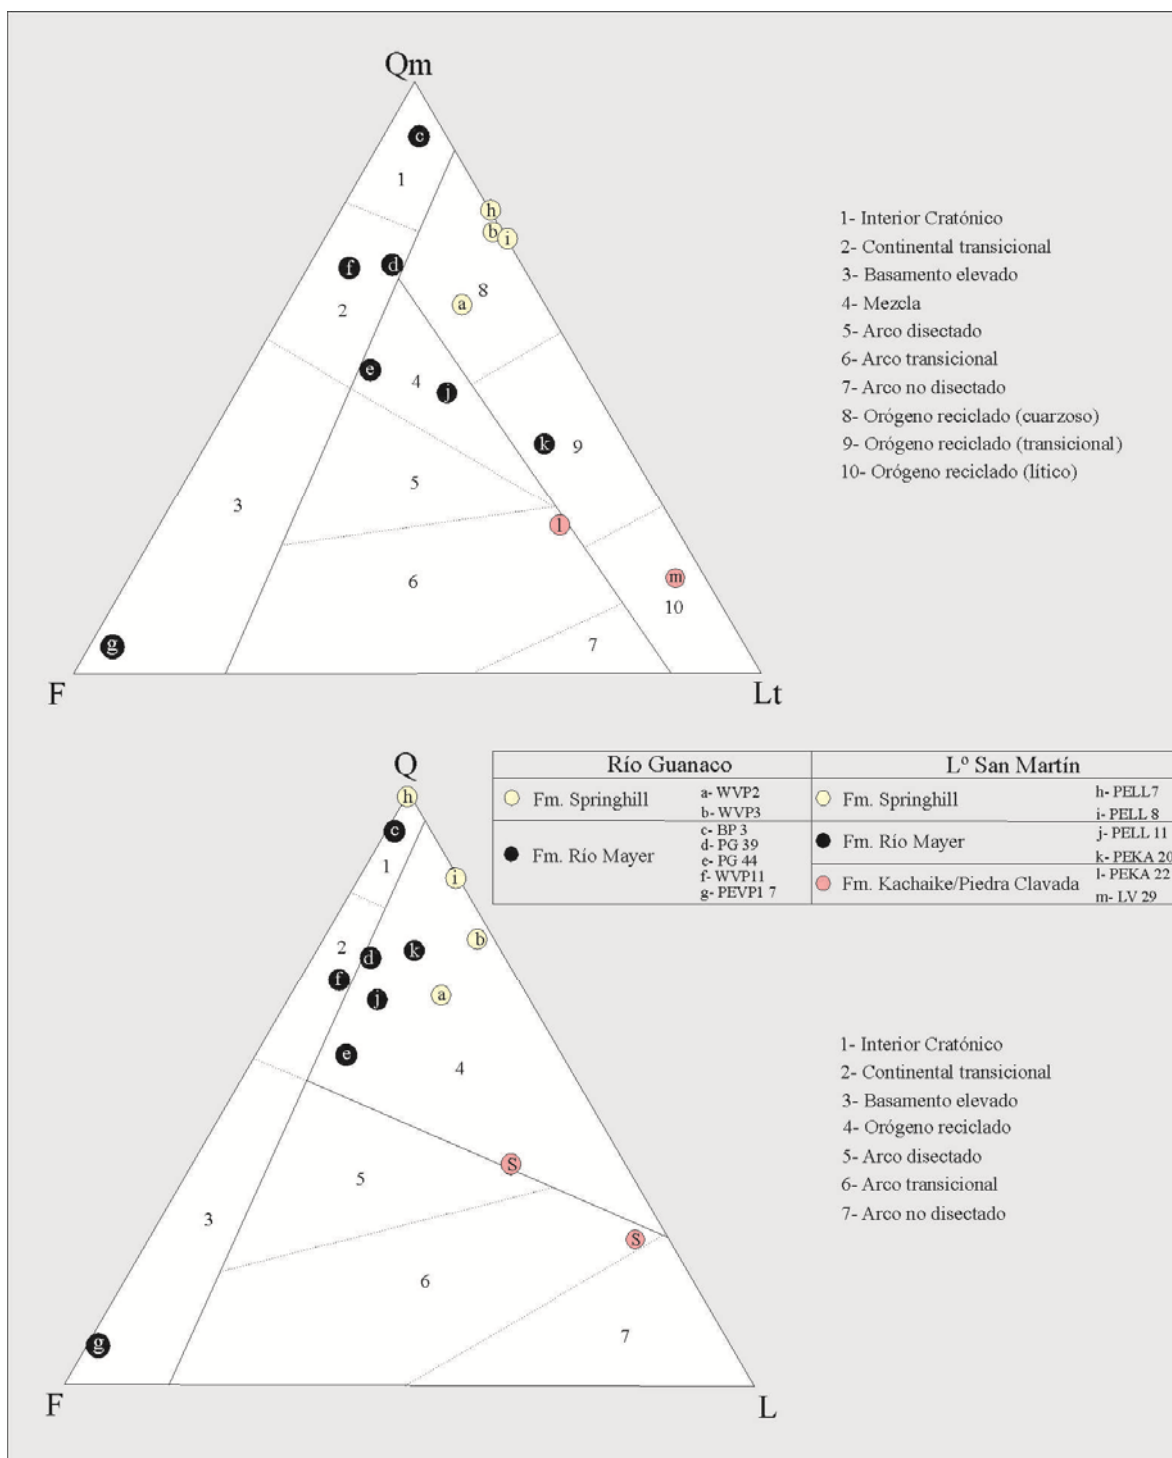 Qm
c
1
h
b
i
f
d
8
a
2
e
4
j
k
9
5
3
l
6
m
10
7
g
F
Lt
1- Interior Cratónico
2- Continental transicional
3- Basamento elevado
4- Mezcla
5- Arco disectado
6- Arco transicional
7- Arco no disectado
8- Orógeno reciclado (cuarzoso)
9- Orógeno reciclado (transicional)
10- Orógeno reciclado (lítico)
Río Guanaco
Fm. Springhill
a- WVP2
b- WVP3
Fm. Río Mayer
c- BP 3
d- PG 39
e- PG 44
f- WVP11
g- PEVP1 7
Lº San Martín
Fm. Springhill
h- PELL7
i- PELL 8
Fm. Río Mayer
j- PELL 11
k- PEKA 20
Fm. Kachaike/Piedra Clavada
l- PEKA 22
m- LV 29
Q
h
c
1
i
2
d
k
b
f
j
a
e
4
S
5
3
S
6
7
g
F
L
1- Interior Cratónico
2- Continental transicional
3- Basamento elevado
4- Orógeno reciclado
5- Arco disectado
6- Arco transicional
7- Arco no disectado